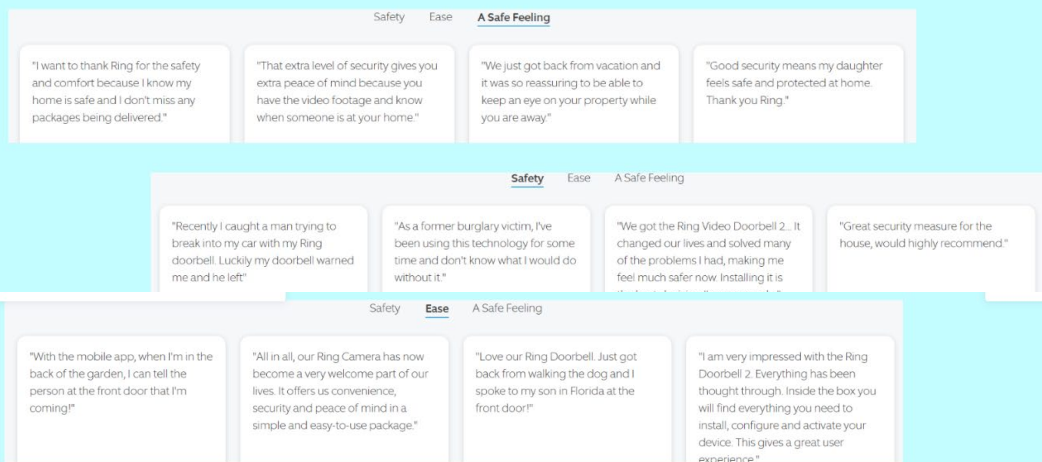 Safety Ease A Safe Feeling
"I want to thank Ring for the safety
and comfort because I know my
home is safe and I don't miss any
packages being delivered."
"That extra level of security gives you
extra peace of mind because you
have the video footage and know
when someone is at your home."
"We just got back from vacation and
it was so reassuring to be able to
keep an eye on your property while
you are away."
"Good security means my daughter
feels safe and protected at home.
Thank you Ring."
Safety Ease A Safe Feeling
"Recently I caught a man trying to
break into my car with my Ring
doorbell. Luckily my doorbell warned
me and he left"
"As a former burglary victim, I've
been using this technology for some
time and don't know what I would do
without it."
"We got the Ring Video Doorbell 2... It
changed our lives and solved many
of the problems I had, making me
feel much safer now. Installing it is
"Great security measure for the
house, would highly recommend."
Safety Ease A Safe Feeling
"With the mobile app, when I'm in the
back of the garden, I can tell the
person at the front door that I'm
coming!"
"All in all, our Ring Camera has now
become a very welcome part of our
lives. It offers us convenience,
security and peace of mind in a
simple and easy-to-use package."
"Love our Ring Doorbell. Just got
back from walking the dog and I
spoke to my son in Florida at the
front door!"
"I am very impressed with the Ring
Doorbell 2. Everything has been
thought through. Inside the box you
will find everything you need to
install, configure and activate your
device. This gives a great user
experience."